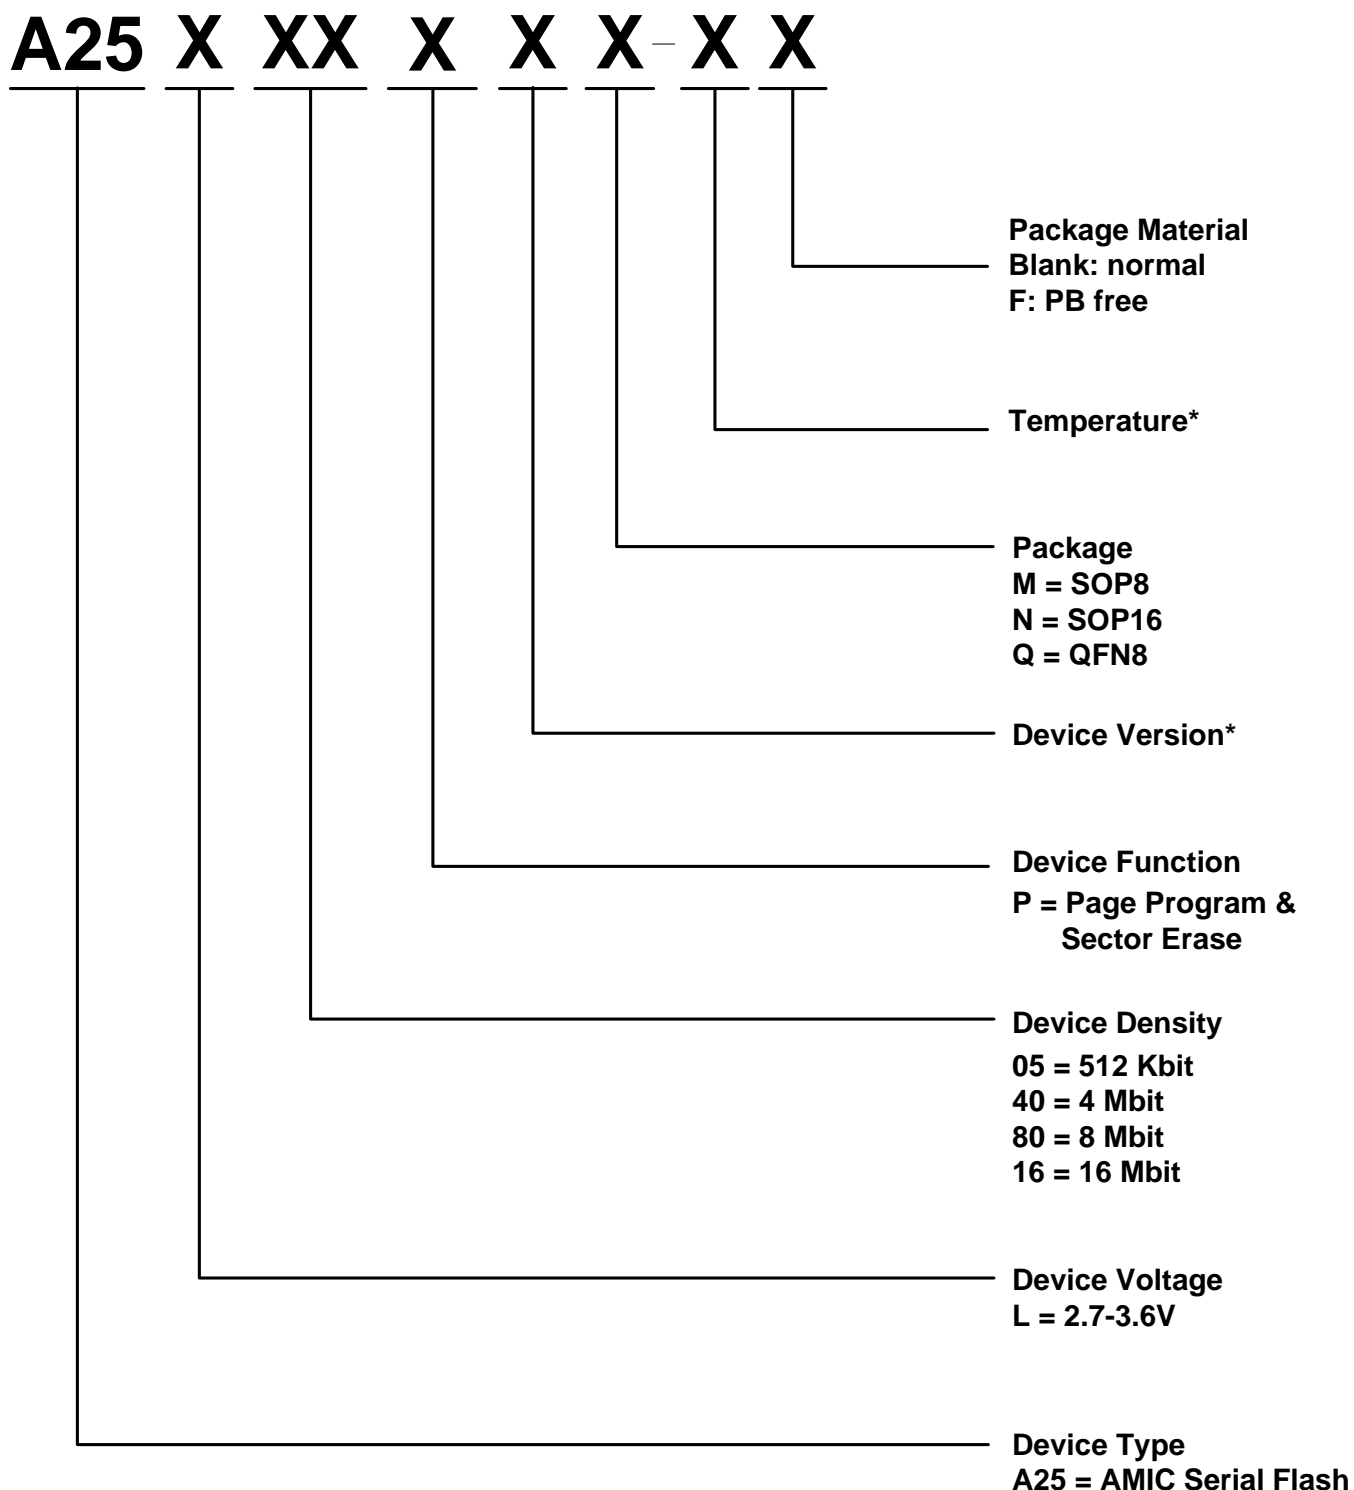 A25 X XX X X X - X X
Package Material
Blank: normal
F: PB free
Temperature*
Package
M = SOP8
N = SOP16
Q = QFN8
Device Version*
Device Function
P = Page Program &
Sector Erase
Device Density
05 = 512 Kbit
40 = 4 Mbit
80 = 8 Mbit
16 = 16 Mbit
Device Voltage
L = 2.7-3.6V
Device Type
A25 = AMIC Serial Flash